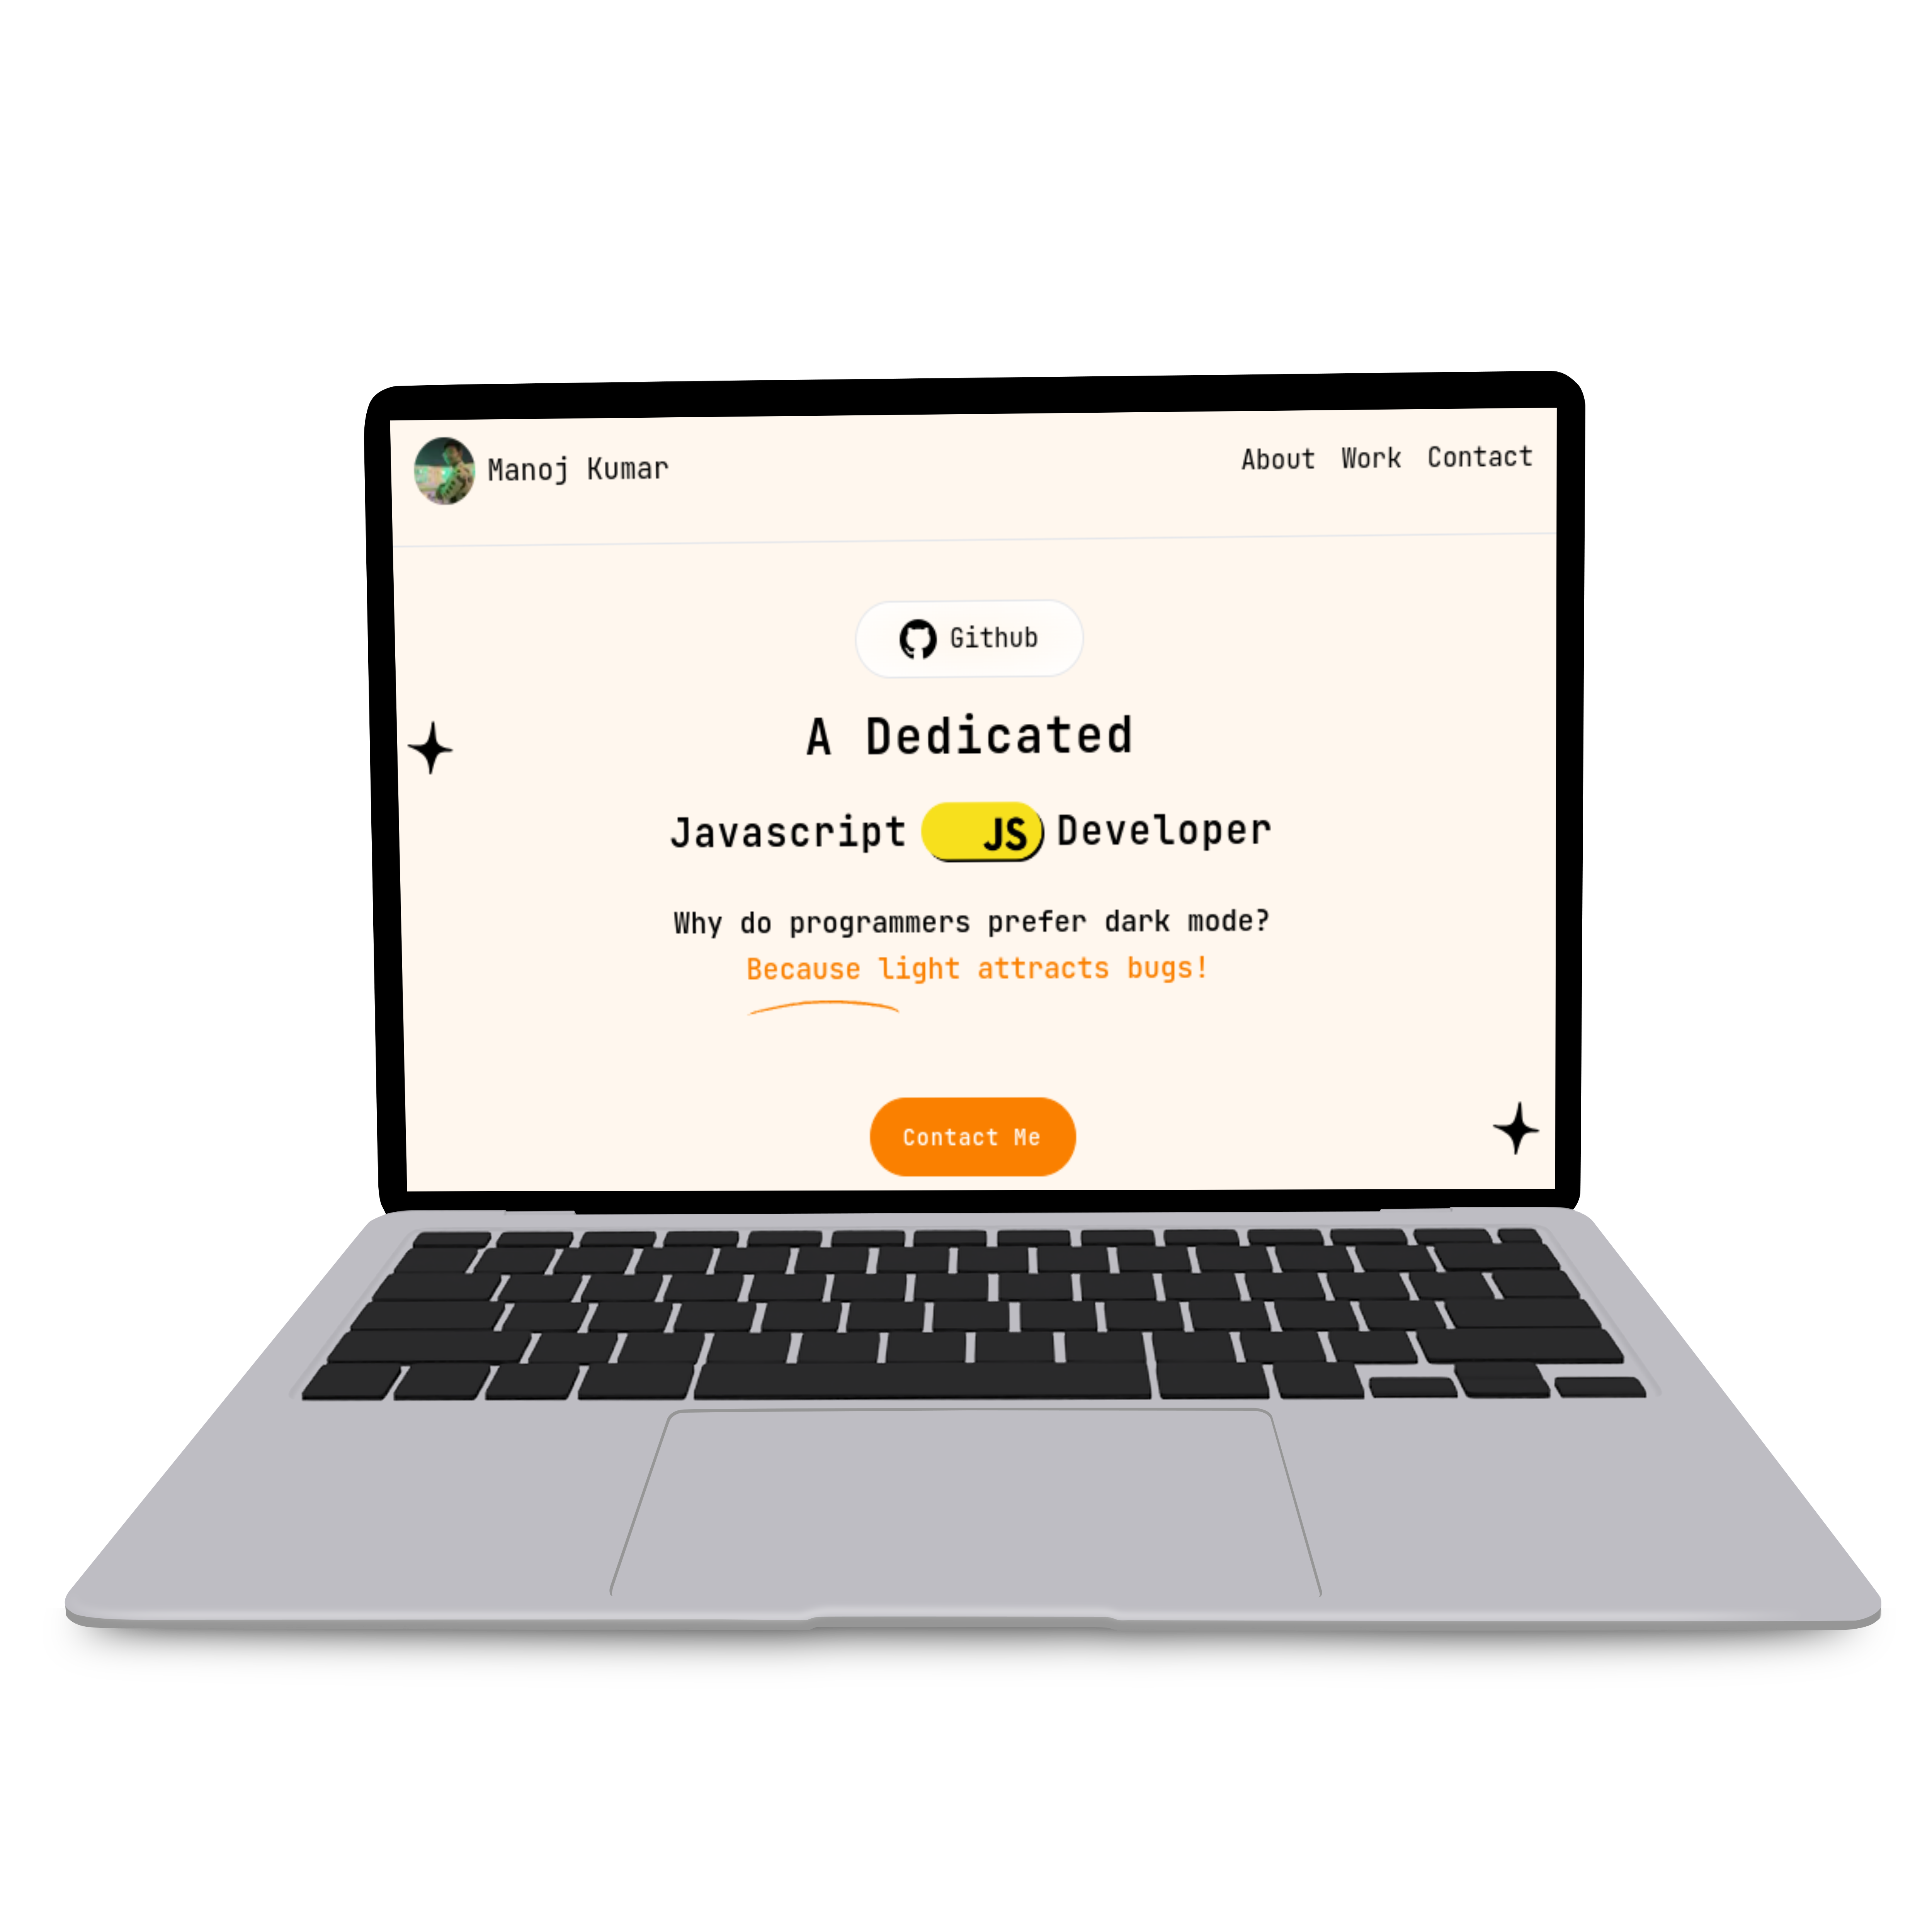 Manoj Kumar
About Work Contact
Github
A Dedicated
Javascript JS Developer
Why do programmers prefer dark mode?
Because light attracts bugs!
Contact Me